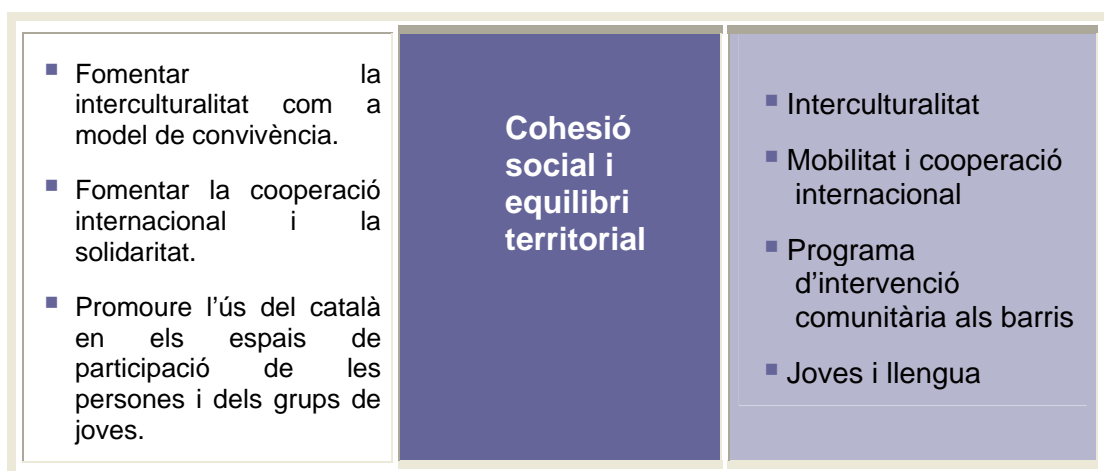 Fomentar la
interculturalitat com a
model de convivència.
Fomentar la cooperació
internacional i la
solidaritat.
Promoure l'ús del català
en els espais de
participació de les
persones i dels grups de
joves.
Cohesió
social i
equilibri
territorial
Interculturalitat
Mobilitat i cooperació
internacional
Programa
d'intervenció
comunitària als barris
Joves i llengua